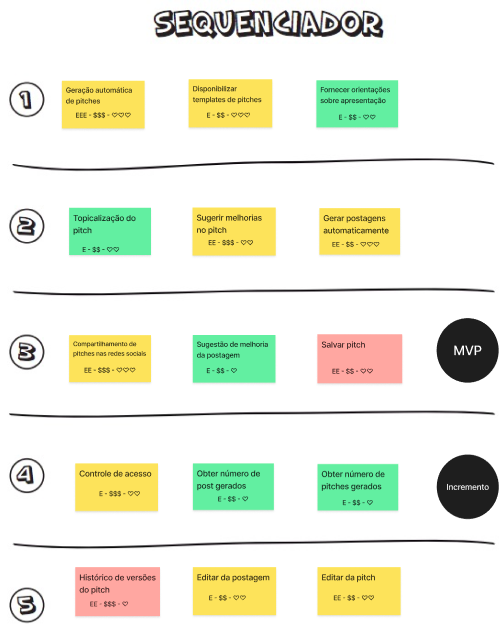 SEQUENCIADOR
1
Geração automática
de pitches
EEE - $$$ - ♡♡♡
Disponibilizar
templates de pitches
E - $$ - ♡♡♡
Fornecer orientações
sobre apresentação
E - $$ - ♡♡
2
Topicalização do
pitch
E - $$ - ♡♡
Sugerir melhorias
no pitch
EE - $$$ - ♡♡
Gerar postagens
automaticamente
EE - $$ - ♡♡♡
3
Compartilhamento de
pitches nas redes sociais
EE - $$$ - ♡♡♡
Sugestão de melhoria
da postagem
E - $$ - ♡
Salvar pitch
EE - $$ - ♡♡
MVP
4
Controle de acesso
E - $$$ - ♡♡
Obter número de
post gerados
E - $$ - ♡
Obter número de
pitches gerados
E - $$ - ♡
Incremento
5
Histórico de versões
do pitch
EE - $$$ - ♡
Editar da postagem
E - $$ - ♡♡
Editar da pitch
EE - $$ - ♡♡